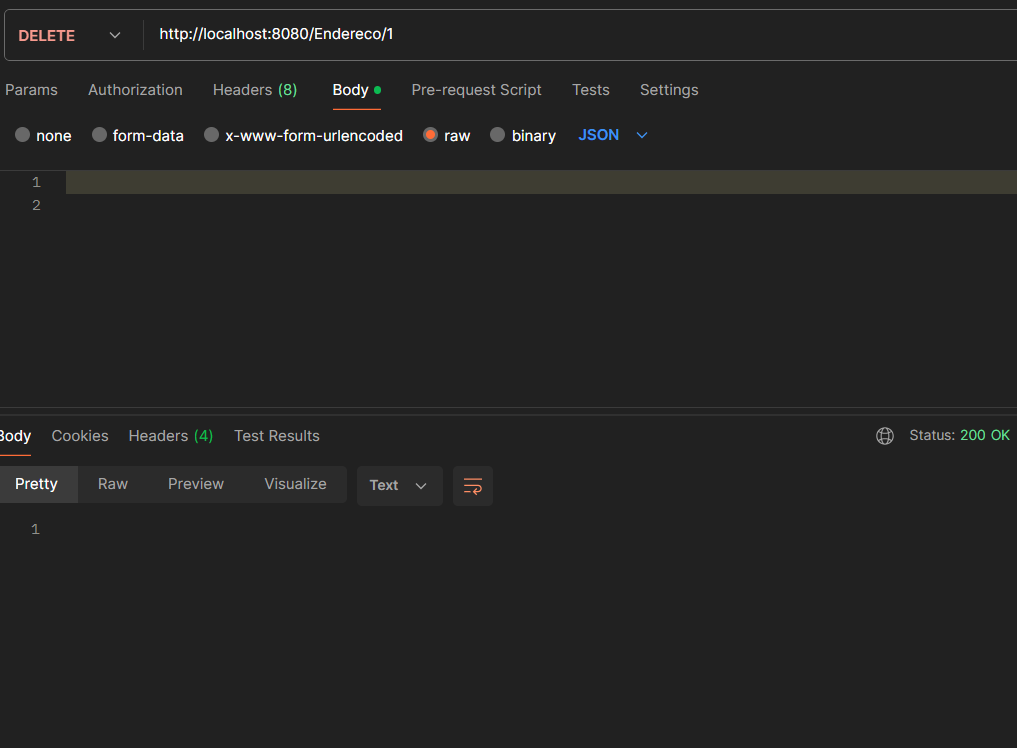 DELETE http://localhost:8080/Endereco/1
Params Authorization Headers (8) Body Pre-request Script Tests Settings
none form-data x-www-form-urlencoded raw binary JSON
1
2
Body Cookies Headers (4) Test Results Status: 200 OK
Pretty Raw Preview Visualize Text
1